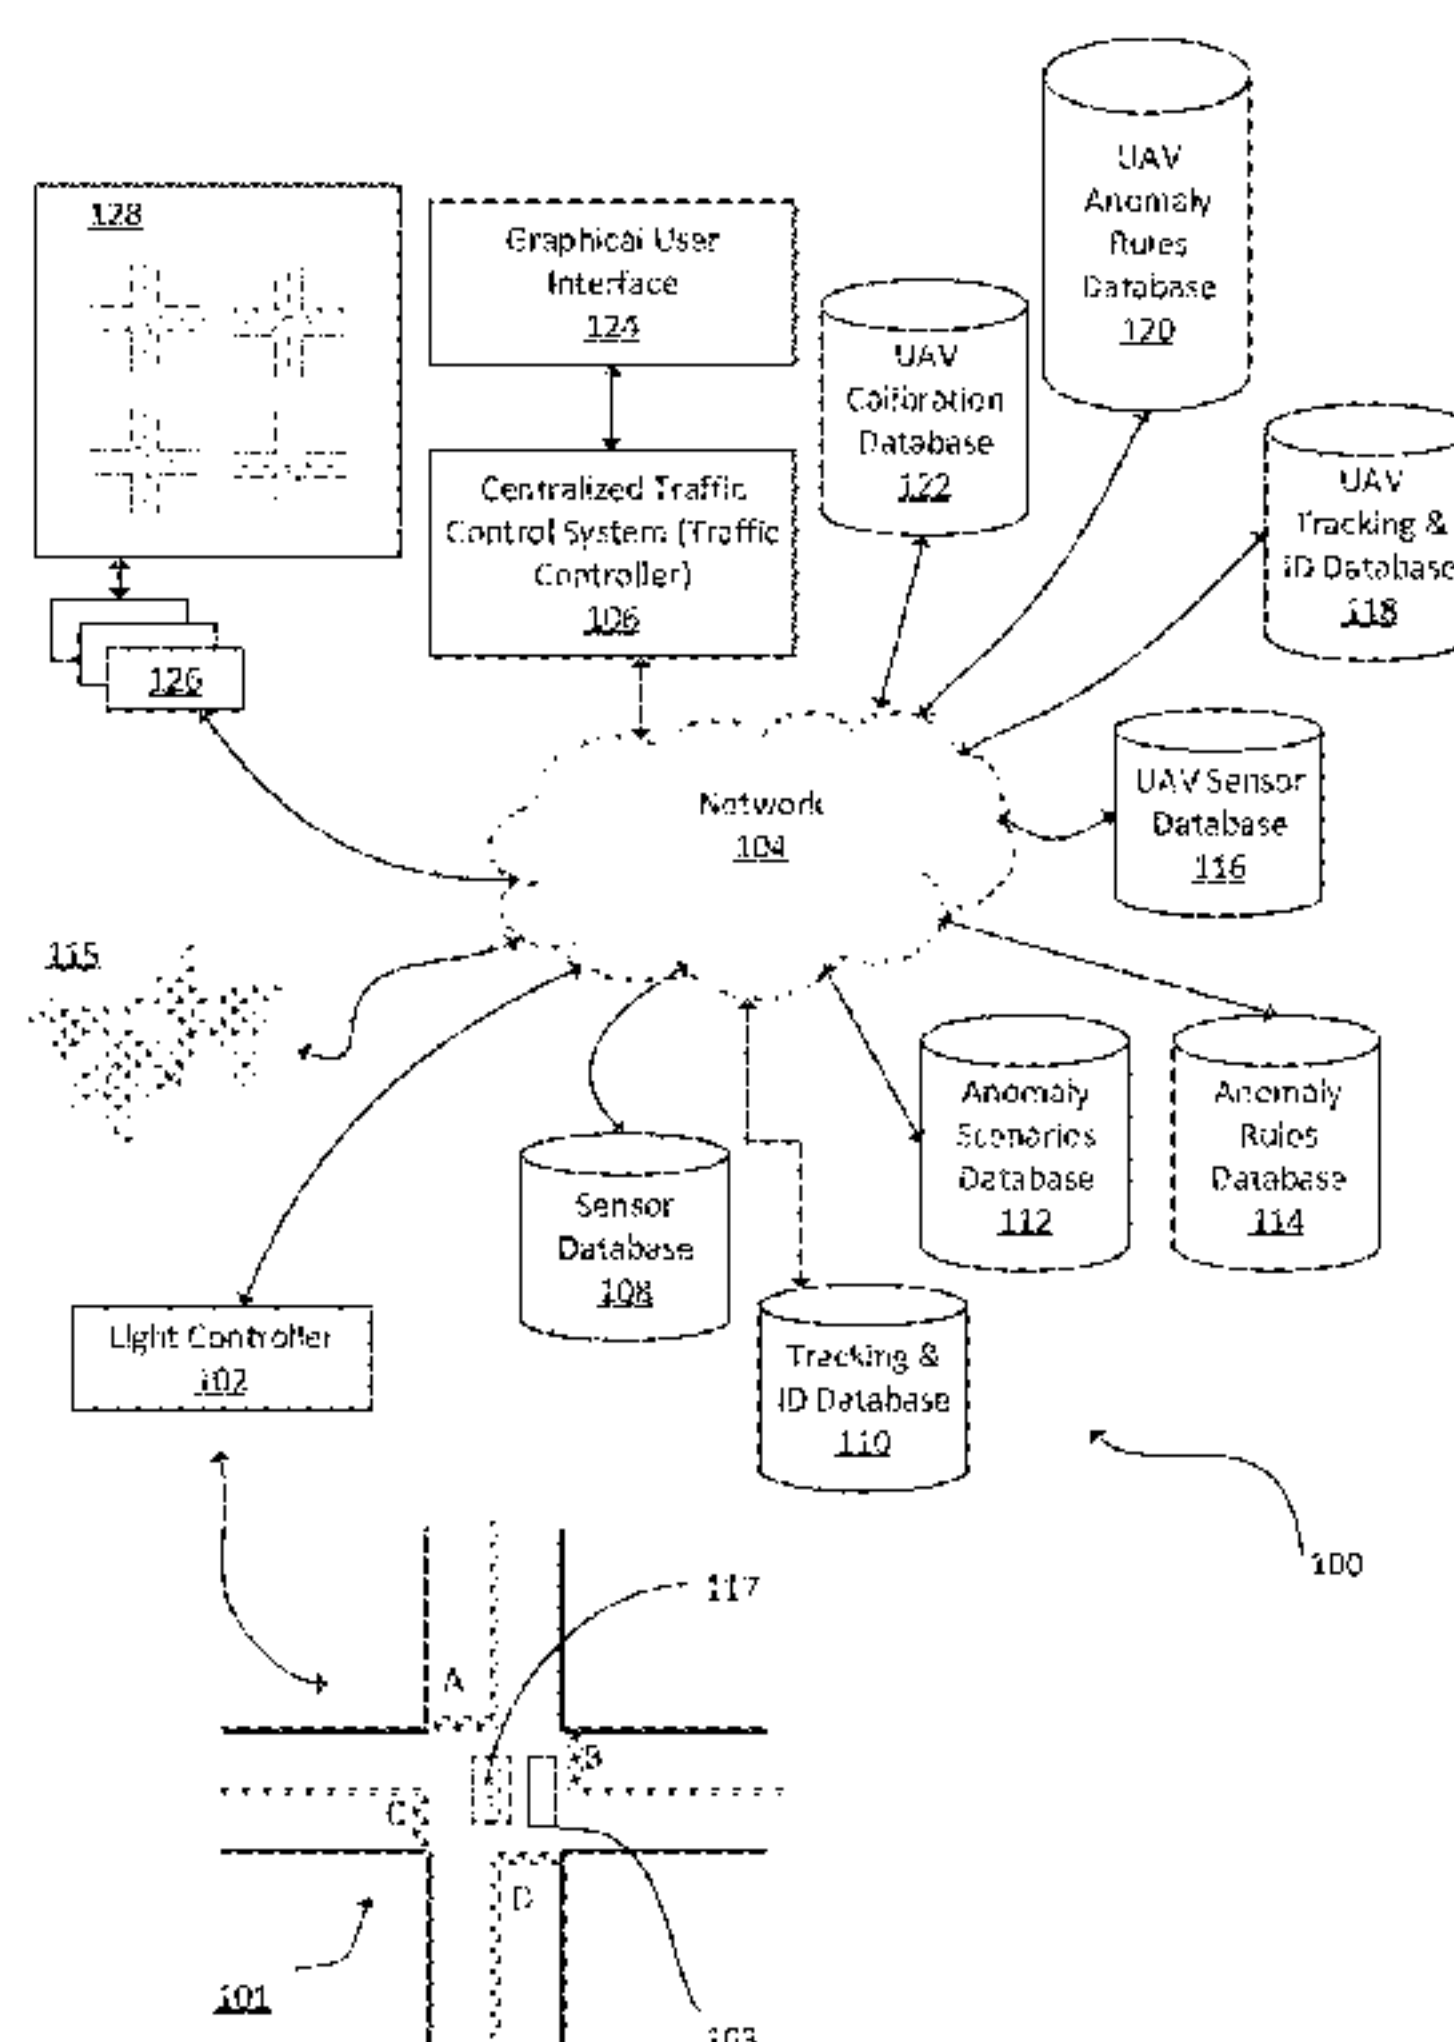 128
Graphical User
Interface
124
UAV
Anomaly
Rules
Database
120
UAV
Calibration
Database
122
Centralized Traffic
Control System (Traffic
Controller)
106
UAV
Tracking &
ID Database
118
126
Network
104
UAV Sensor
Database
116
115
Anomaly
Scenarios
Database
112
Anomaly
Rules
Database
114
Sensor
Database
108
Light Controller
102
Tracking &
ID Database
110
100
117
A
B
C
D
101
103